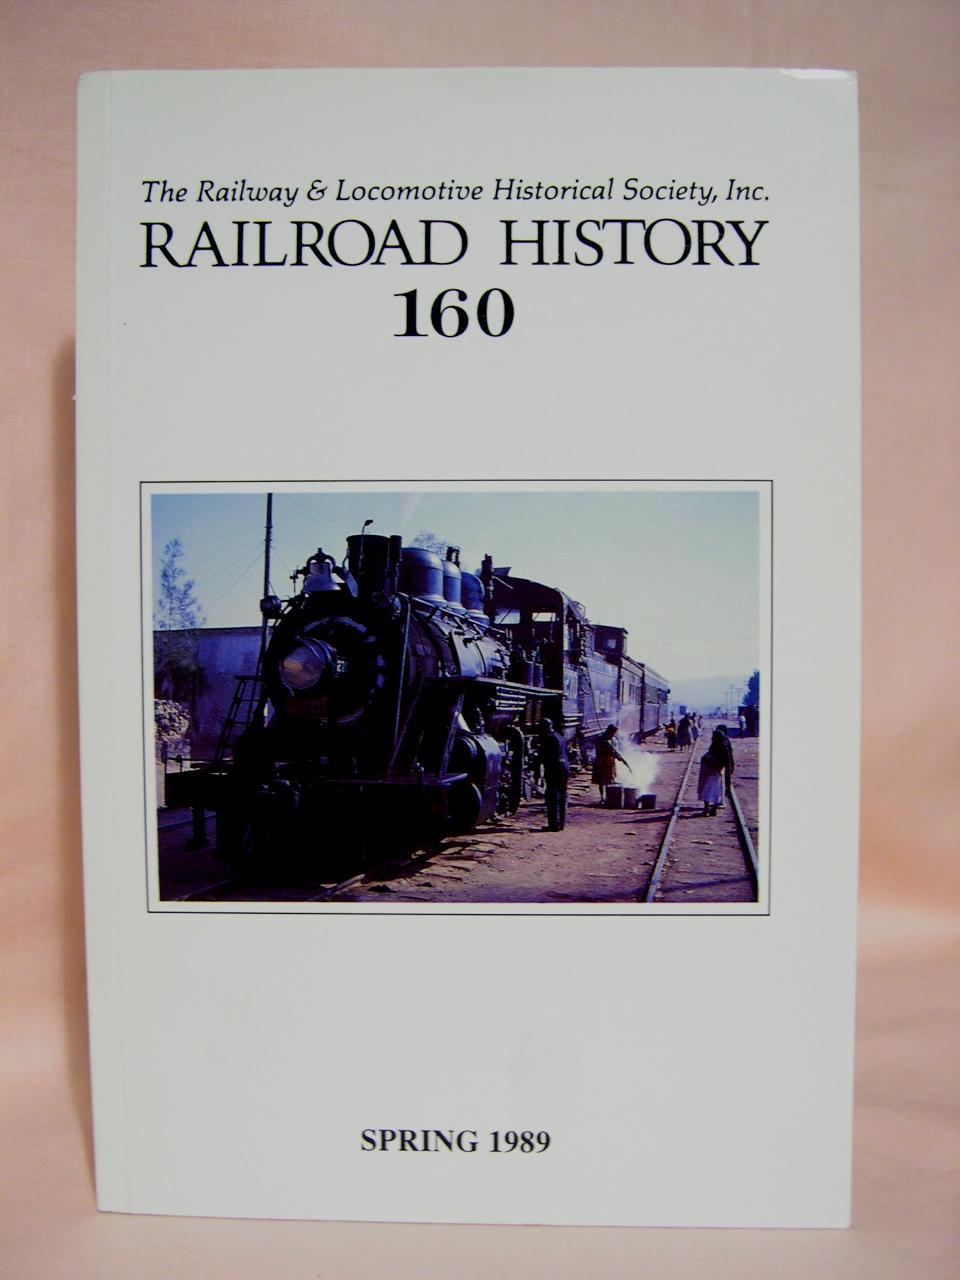 The Railway & Locomotive Historical Society, Inc.
RAILROAD HISTORY
160
SPRING 1989